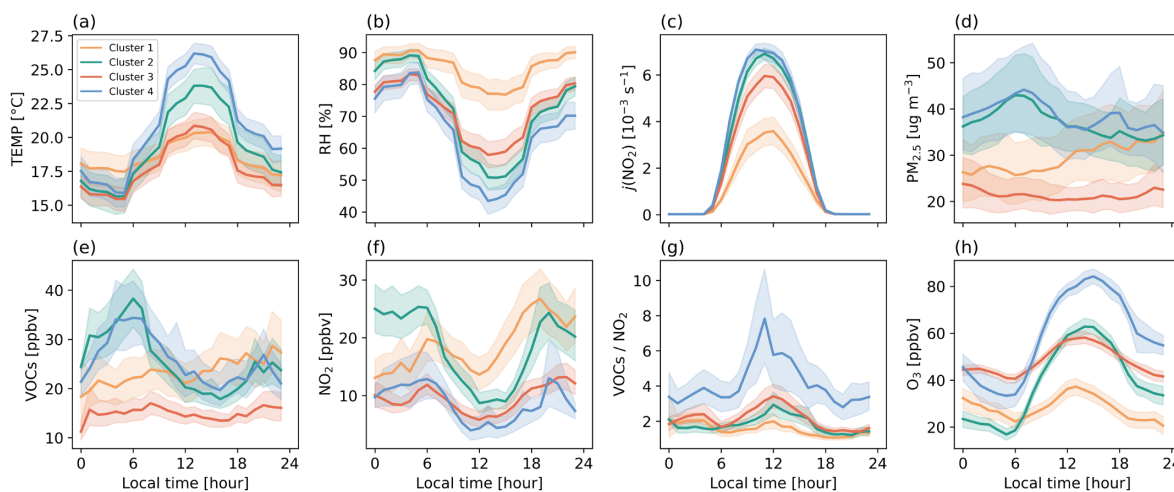 (a)
TEMP [°C]
27.5
25.0
22.5
20.0
17.5
15.0
Cluster 1
Cluster 2
Cluster 3
Cluster 4
(b)
RH [%]
90
80
70
60
50
40
(c)
j(NO₂) [10⁻³ s⁻¹]
6
4
2
0
(d)
PM₂.₅ [ug m⁻³]
50
40
30
20
(e)
VOCs [ppbv]
40
30
20
10
0 6 12 18 24
Local time [hour]
(f)
NO₂ [ppbv]
30
20
10
0 6 12 18 24
Local time [hour]
(g)
VOCs / NO₂
10
8
6
4
2
0 6 12 18 24
Local time [hour]
(h)
O₃ [ppbv]
80
60
40
20
0 6 12 18 24
Local time [hour]